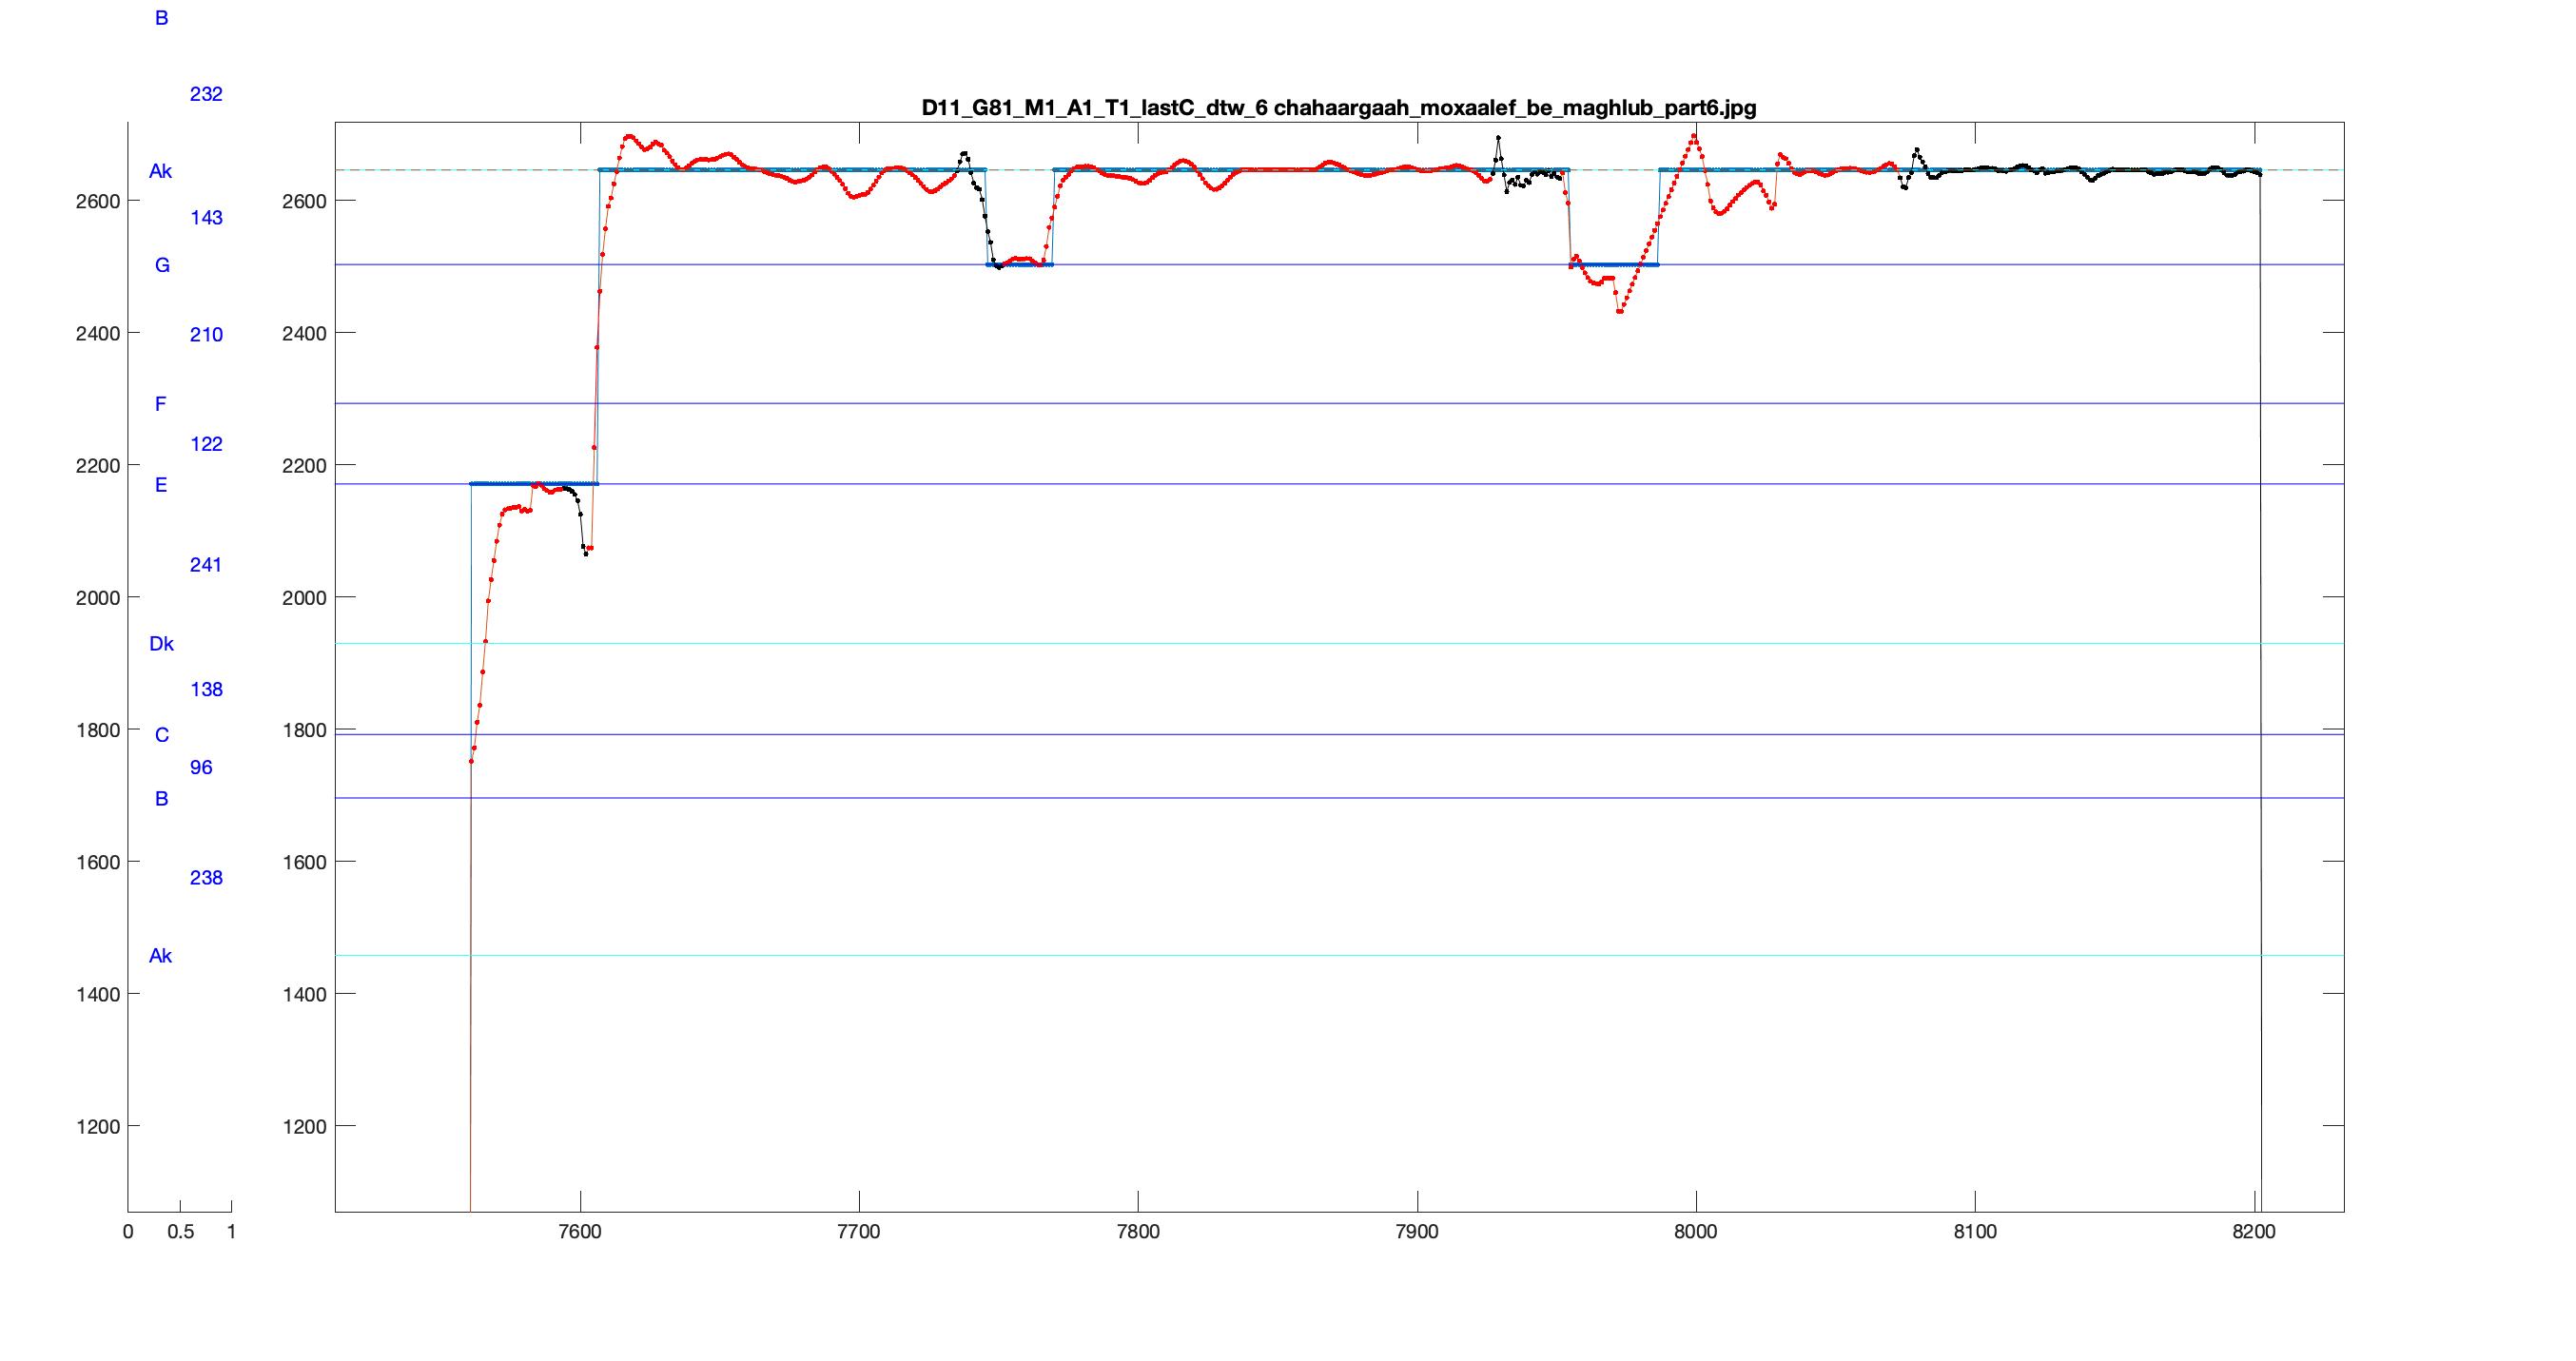 B
232
D11_G81_M1_A1_T1_lastC_dtw_6 chahaargaah_moxaalef_be_maghlub_part6.jpg
Ak
2600 2600
143
G
210
2400 2400
F
122
2200 2200
E
241
2000 2000
Dk
138
1800 1800
C
96
B
1600 1600
238
Ak
1400 1400
1200 1200
0 0.5 1 7600 7700 7800 7900 8000 8100 8200